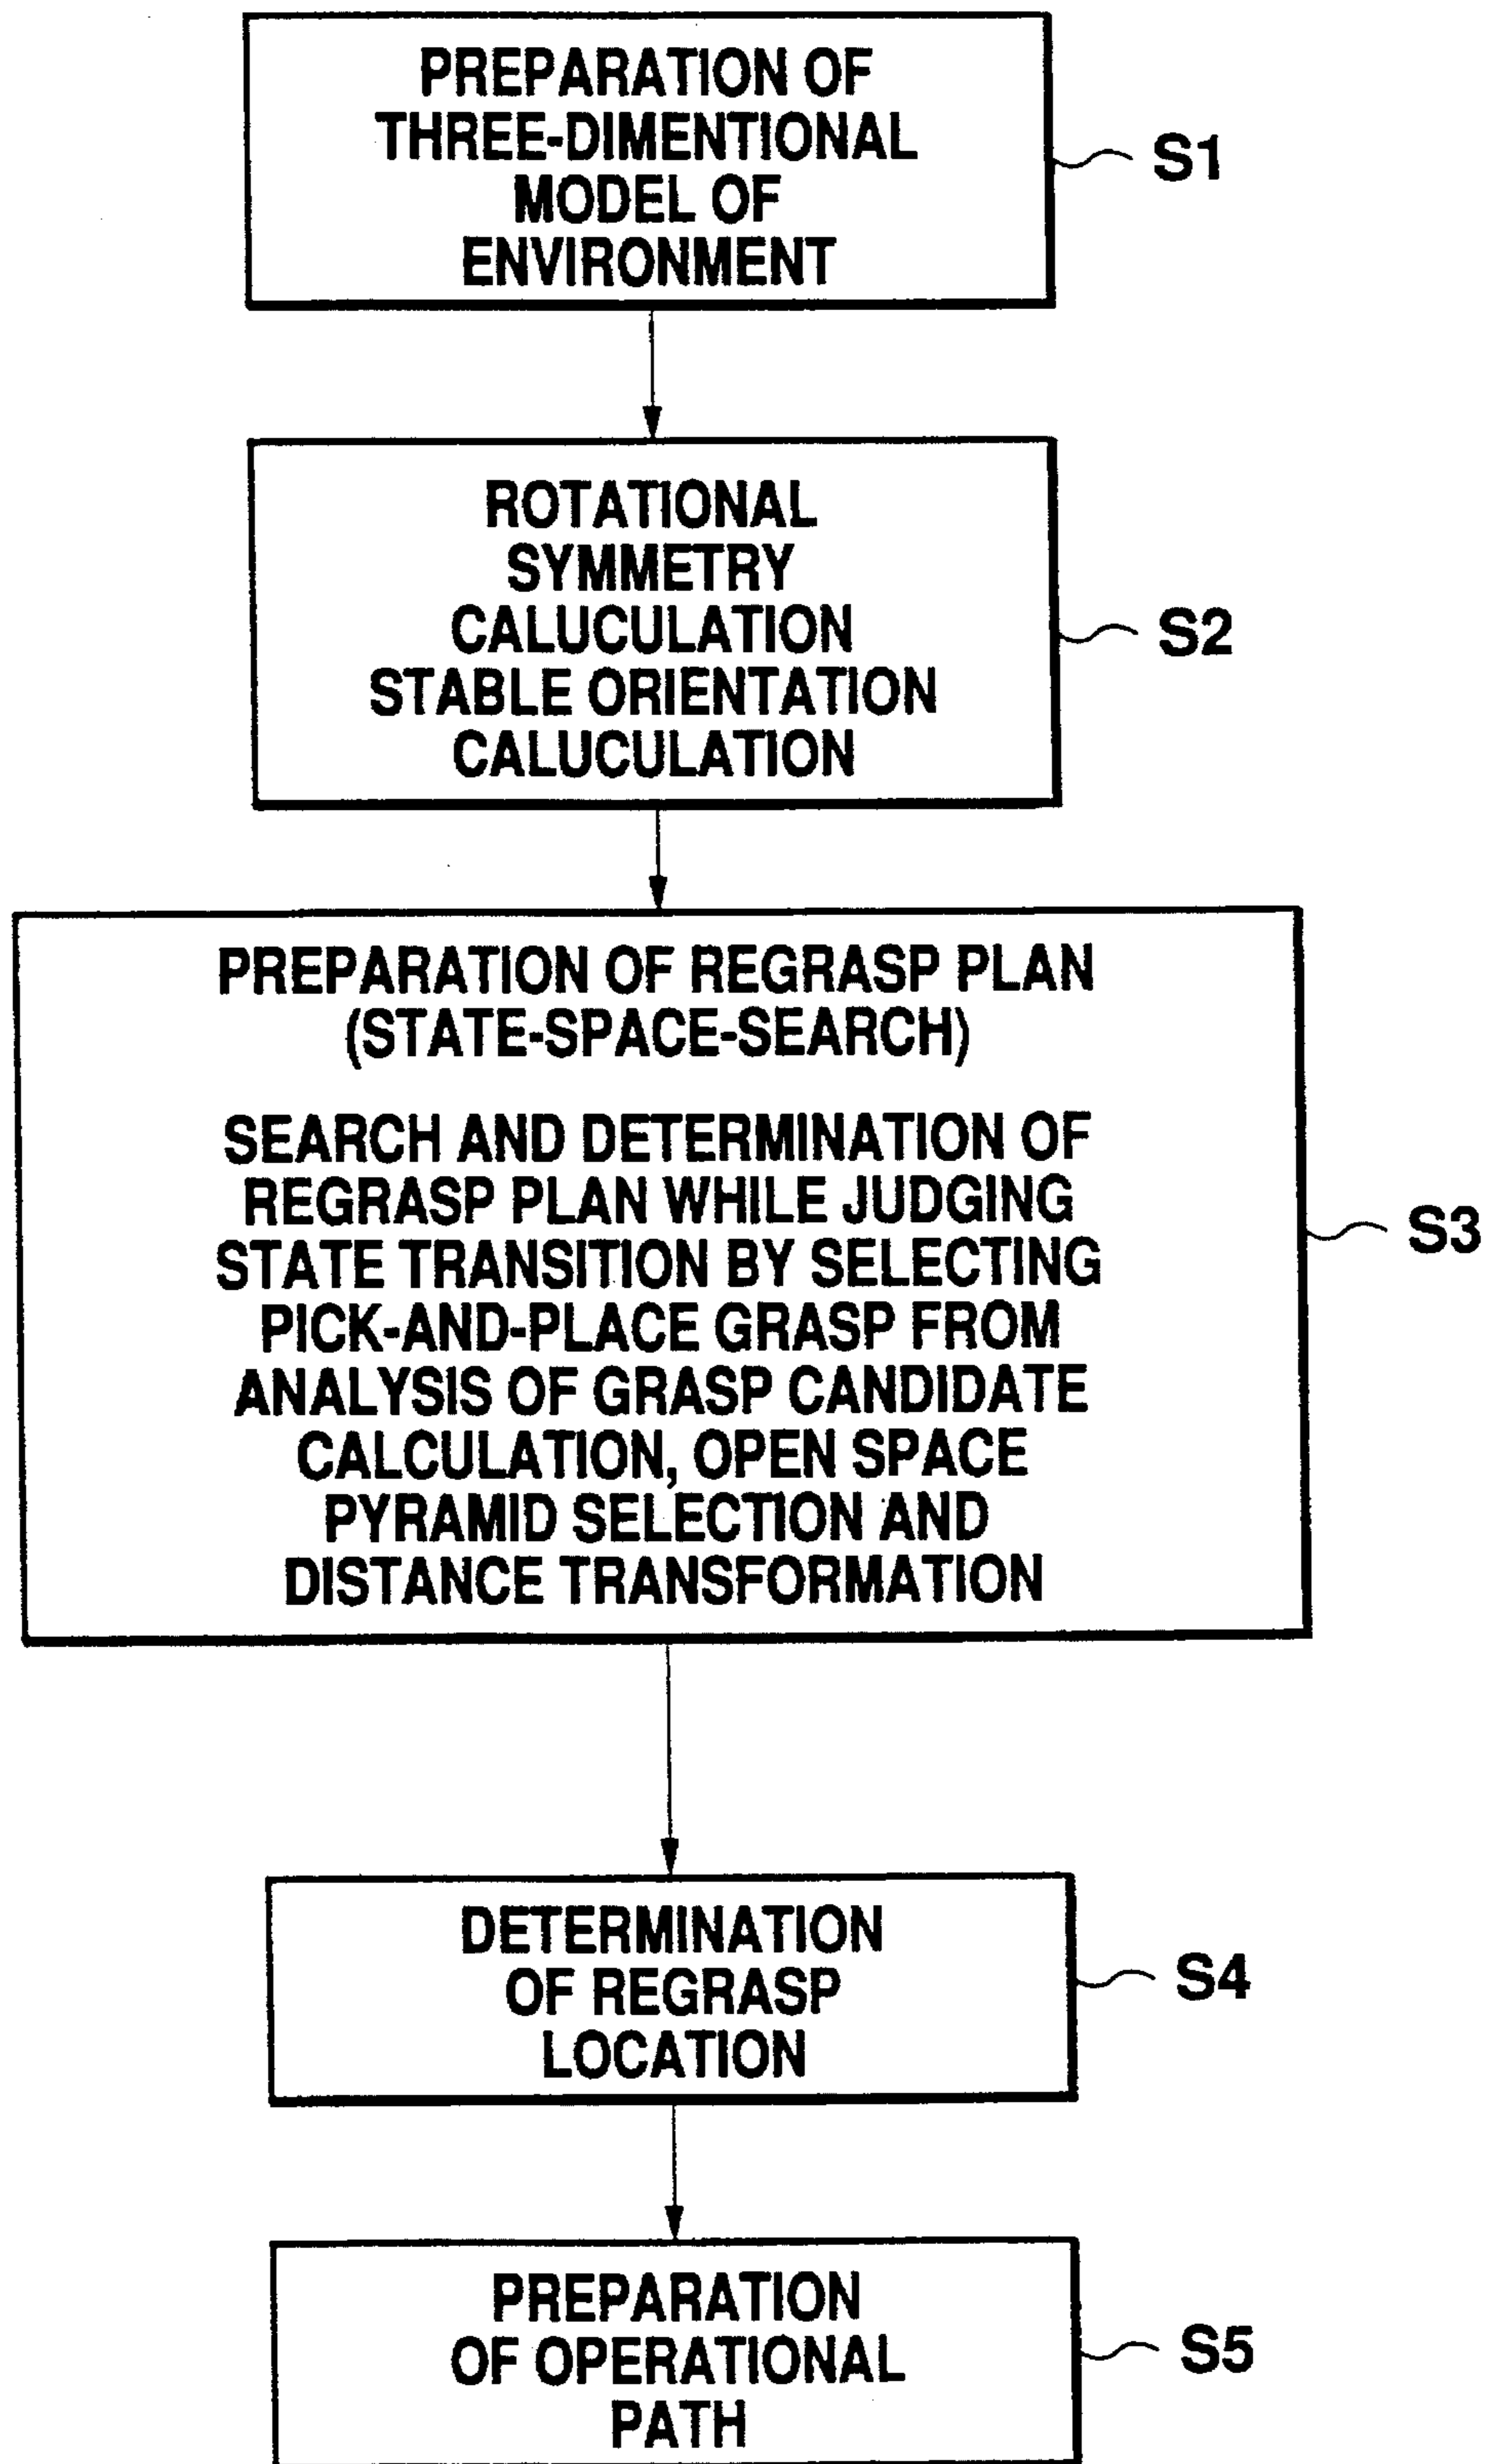 PREPARATION OF
THREE-DIMENTIONAL
MODEL OF
ENVIRONMENT
S1
ROTATIONAL
SYMMETRY
CALUCULATION
STABLE ORIENTATION
CALUCULATION
S2
PREPARATION OF REGRASP PLAN
(STATE-SPACE-SEARCH)
SEARCH AND DETERMINATION OF
REGRASP PLAN WHILE JUDGING
STATE TRANSITION BY SELECTING
PICK-AND-PLACE GRASP FROM
ANALYSIS OF GRASP CANDIDATE
CALCULATION, OPEN SPACE
PYRAMID SELECTION AND
DISTANCE TRANSFORMATION
S3
DETERMINATION
OF REGRASP
LOCATION
S4
PREPARATION
OF OPERATIONAL
PATH
S5